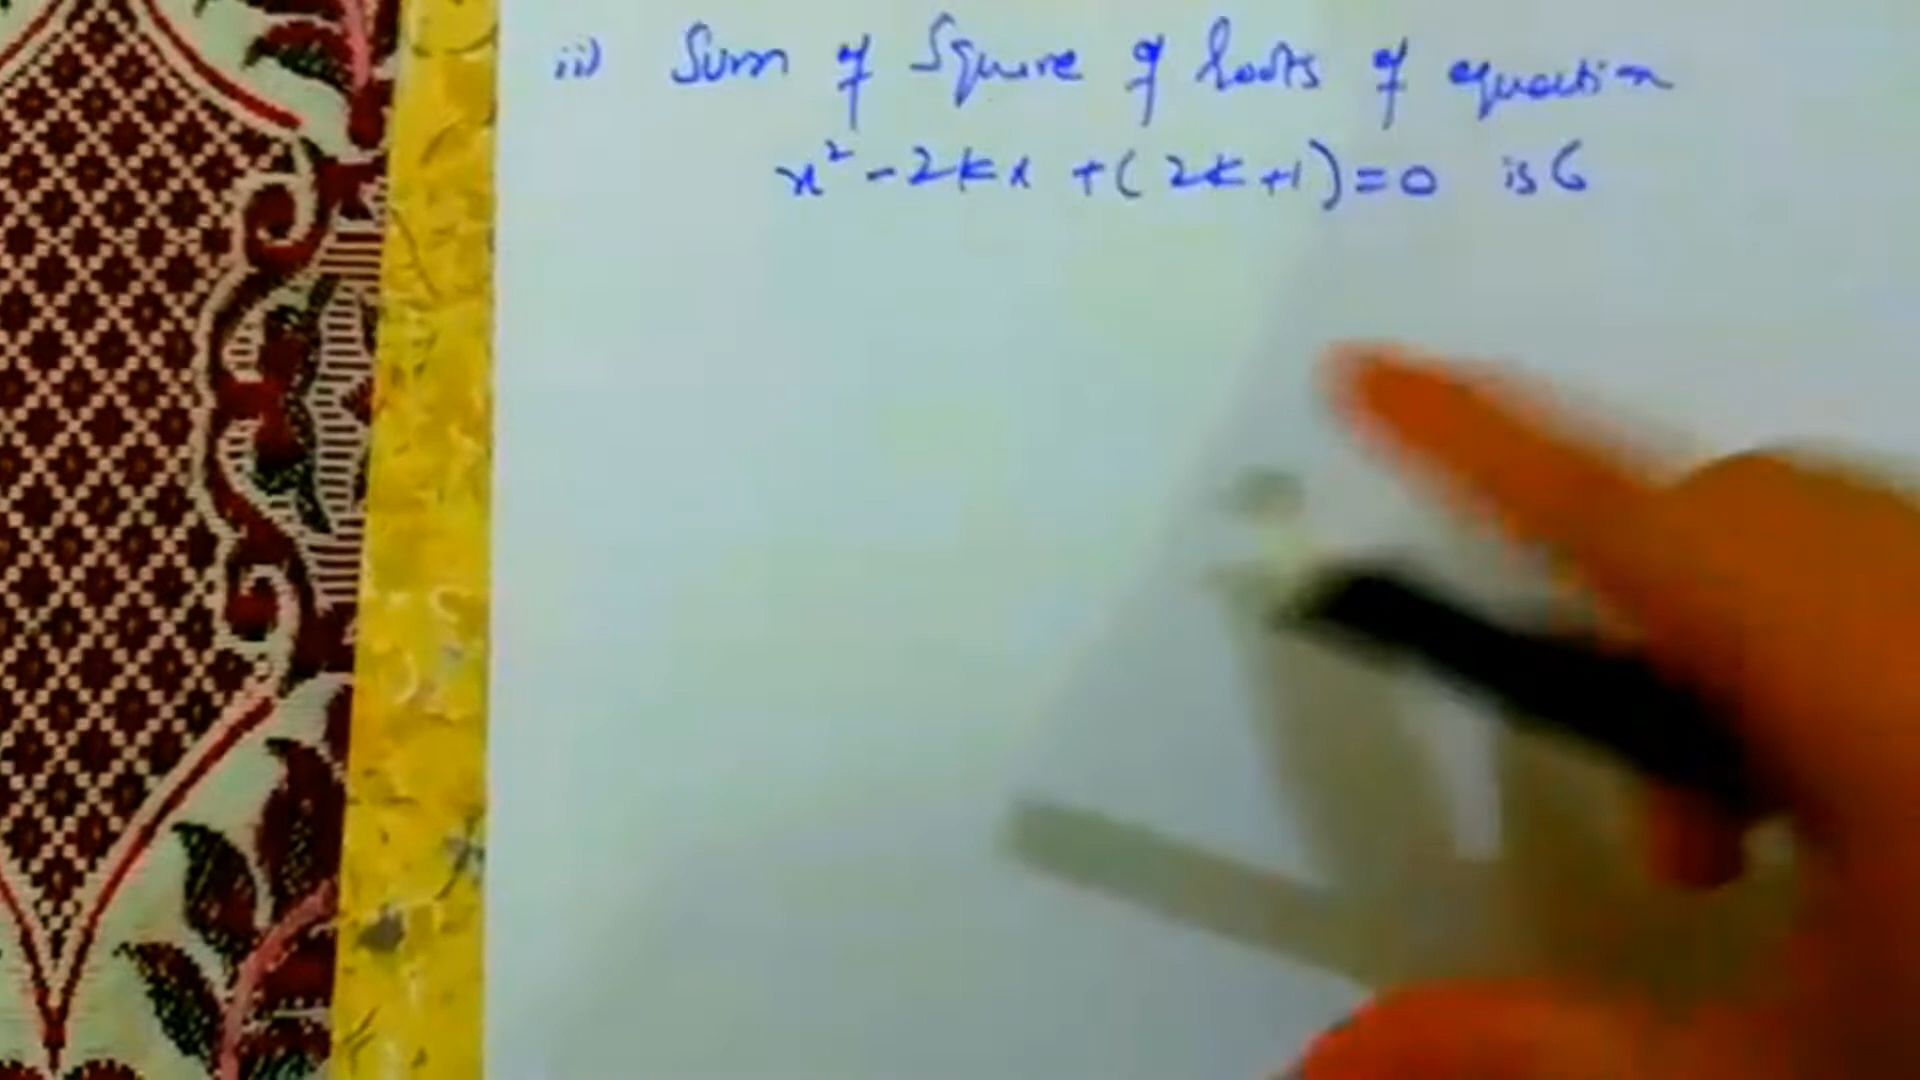 ii) Sum of Square of Roots of equation
x² - 2kx + (2k+1) = 0 is 6